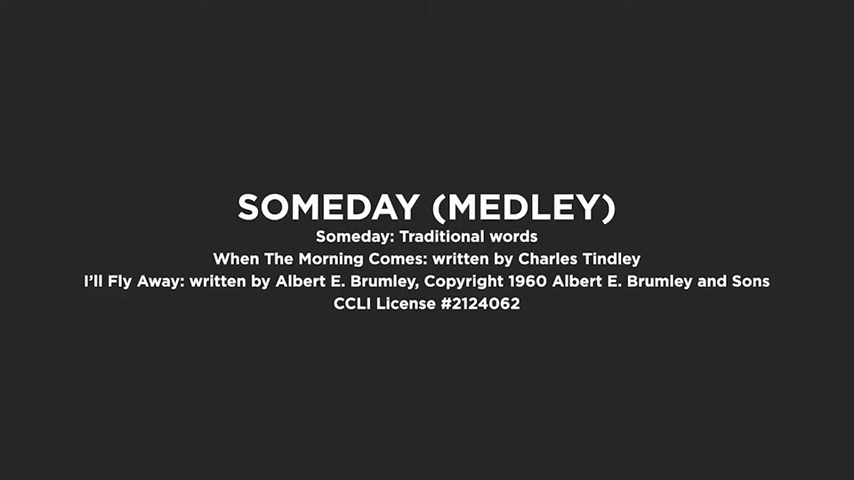 SOMEDAY (MEDLEY)
Someday: Traditional words
When The Morning Comes: written by Charles Tindley
I'll Fly Away: written by Albert E. Brumley, Copyright 1960 Albert E. Brumley and Sons
CCLI License #2124062